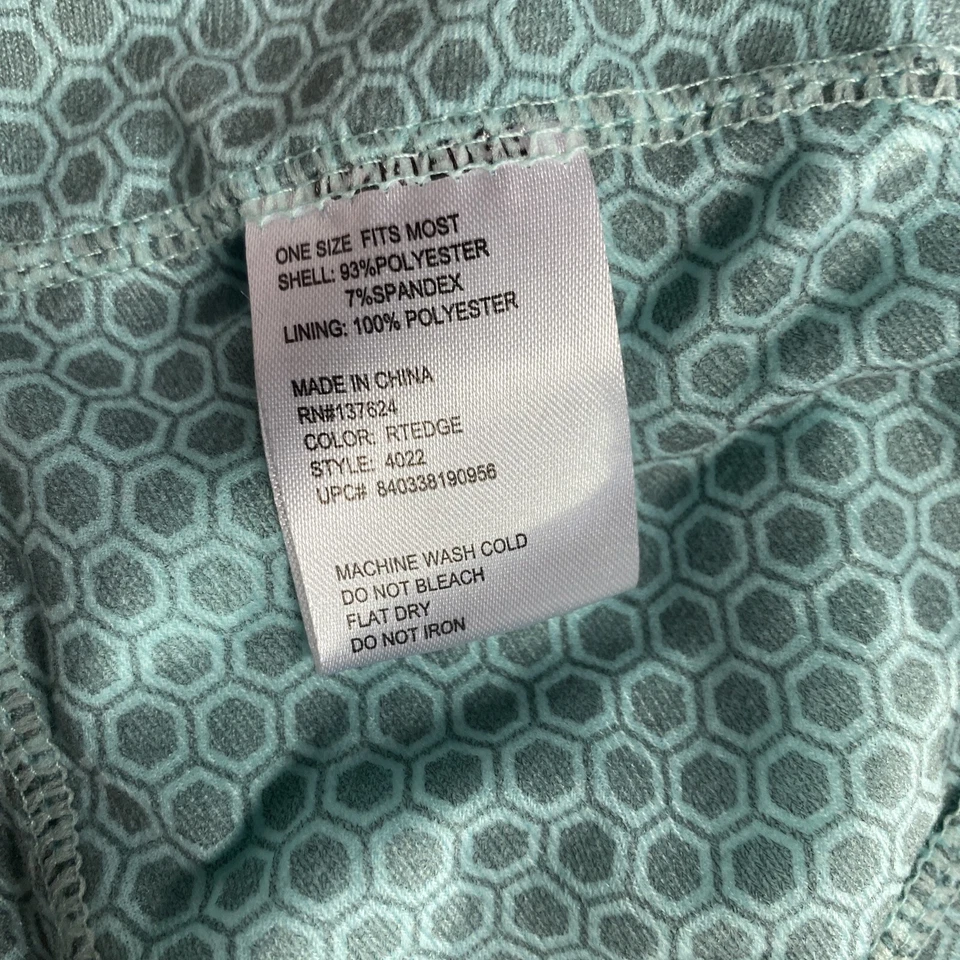 ONE SIZE FITS MOST
SHELL: 93%POLYESTER
7%SPANDEX
LINING: 100% POLYESTER
MADE IN CHINA
RN#137624
COLOR: RTEDGE
STYLE: 4022
UPC# 840338190956
MACHINE WASH COLD
DO NOT BLEACH
FLAT DRY
DO NOT IRON